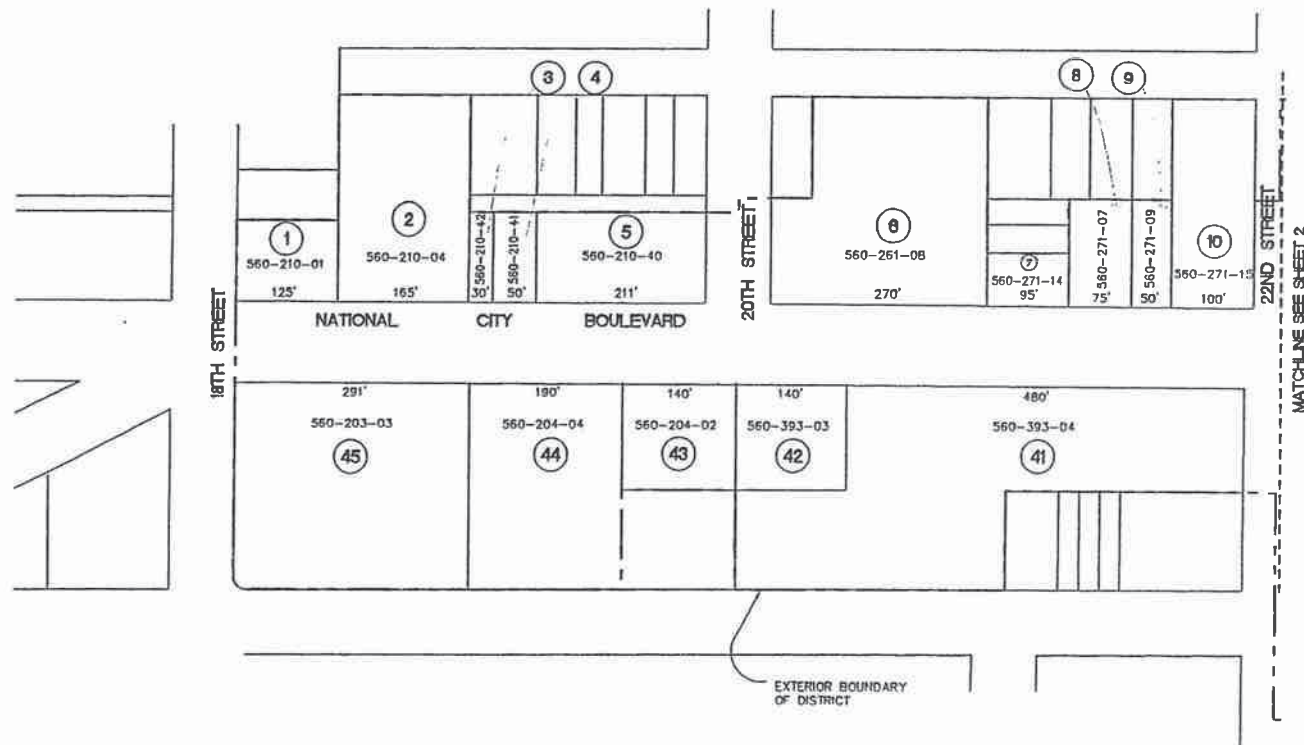 3 4 8 9
1 2 5 6 7 10
560-210-01
560-210-04
560-210-42
560-210-41
560-210-40
560-261-06
560-271-14
560-271-07
560-271-09
560-271-15
125' 165' 30' 50' 211' 270' 95' 75' 50' 100'
18TH STREET
NATIONAL CITY BOULEVARD
20TH STREET
22ND STREET
MATCHLINE SEE SHEET 2
291' 190' 140' 140' 480'
560-203-03 560-204-04 560-204-02 560-393-03 560-393-04
45 44 43 42 41
EXTERIOR BOUNDARY
OF DISTRICT